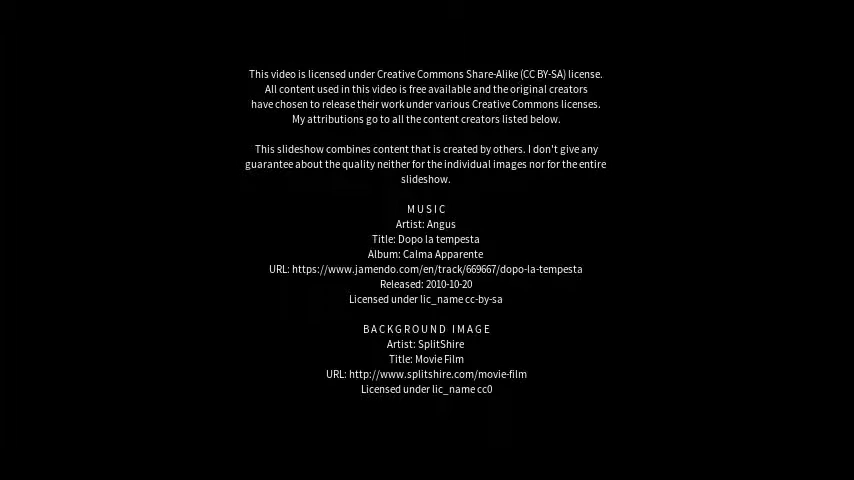 This video is licensed under Creative Commons Share-Alike (CC BY-SA) license.
All content used in this video is free available and the original creators
have chosen to release their work under various Creative Commons licenses.
My attributions go to all the content creators listed below.
This slideshow combines content that is created by others. I don't give any
guarantee about the quality neither for the individual images nor for the entire
slideshow.
MUSIC
Artist: Angus
Title: Dopo la tempesta
Album: Calma Apparente
URL: https://www.jamendo.com/en/track/669667/dopo-la-tempesta
Released: 2010-10-20
Licensed under lic_name cc-by-sa
BACKGROUND IMAGE
Artist: SplitShire
Title: Movie Film
URL: http://www.splitshire.com/movie-film
Licensed under lic_name cc0